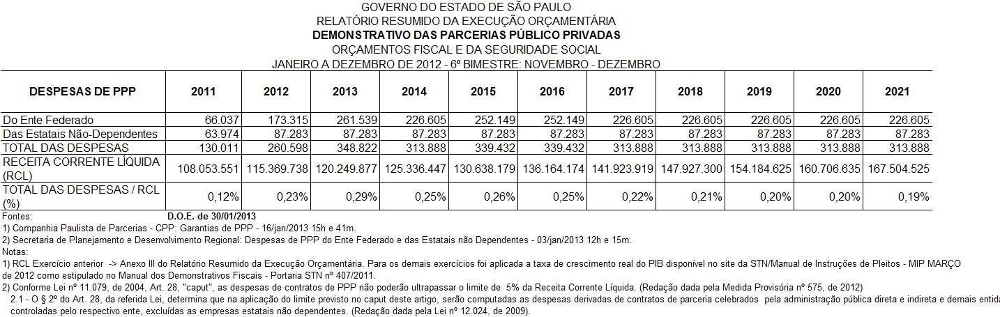 GOVERNO DO ESTADO DE SÃO PAULO
RELATÓRIO RESUMIDO DA EXECUÇÃO ORÇAMENTÁRIA
DEMONSTRATIVO DAS PARCERIAS PÚBLICO PRIVADAS
ORÇAMENTOS FISCAL E DA SEGURIDADE SOCIAL
JANEIRO A DEZEMBRO DE 2012 - 6º BIMESTRE: NOVEMBRO - DEZEMBRO
DESPESAS DE PPP 2011 2012 2013 2014 2015 2016 2017 2018 2019 2020 2021
Do Ente Federado 66.037 173.315 261.539 226.605 252.149 252.149 226.605 226.605 226.605 226.605 226.605
Das Estatais Não-Dependentes 63.974 87.283 87.283 87.283 87.283 87.283 87.283 87.283 87.283 87.283 87.283
TOTAL DAS DESPESAS 130.011 260.598 348.822 313.888 339.432 339.432 313.888 313.888 313.888 313.888 313.888
RECEITA CORRENTE LÍQUIDA
(RCL) 108.053.551 115.369.738 120.249.877 125.336.447 130.638.179 136.164.174 141.923.919 147.927.300 154.184.625 160.706.635 167.504.525
TOTAL DAS DESPESAS / RCL
(%) 0,12% 0,23% 0,29% 0,25% 0,26% 0,25% 0,22% 0,21% 0,20% 0,20% 0,19%
Fontes: D.O.E. de 30/01/2013
1) Companhia Paulista de Parcerias - CPP: Garantias de PPP - 16/jan/2013 15h e 41m.
2) Secretaria de Planejamento e Desenvolvimento Regional: Despesas de PPP do Ente Federado e das Estatais não Dependentes - 03/jan/2013 12h e 15m.
Notas:
1) RCL Exercício anterior -> Anexo III do Relatório Resumido da Execução Orçamentária. Para os demais exercícios foi aplicada a taxa de crescimento real do PIB disponível no site da STN/Manual de Instruções de Pleitos - MIP MARÇO
de 2012 como estipulado no Manual dos Demonstrativos Fiscais - Portaria STN nº 407/2011.
2) Conforme Lei nº 11.079, de 2004, Art. 28, "caput", as despesas de contratos de PPP não poderão ultrapassar o limite de 5% da Receita Corrente Líquida. (Redação dada pela Medida Provisória nº 575, de 2012)
2.1 - O § 2º do Art. 28, da referida Lei, determina que na aplicação do limite previsto no caput deste artigo, serão computadas as despesas derivadas de contratos de parceria celebrados pela administração pública direta e indireta e demais entida
controladas pelo respectivo ente, excluídas as empresas estatais não dependentes. (Redação dada pela Lei nº 12.024, de 2009).